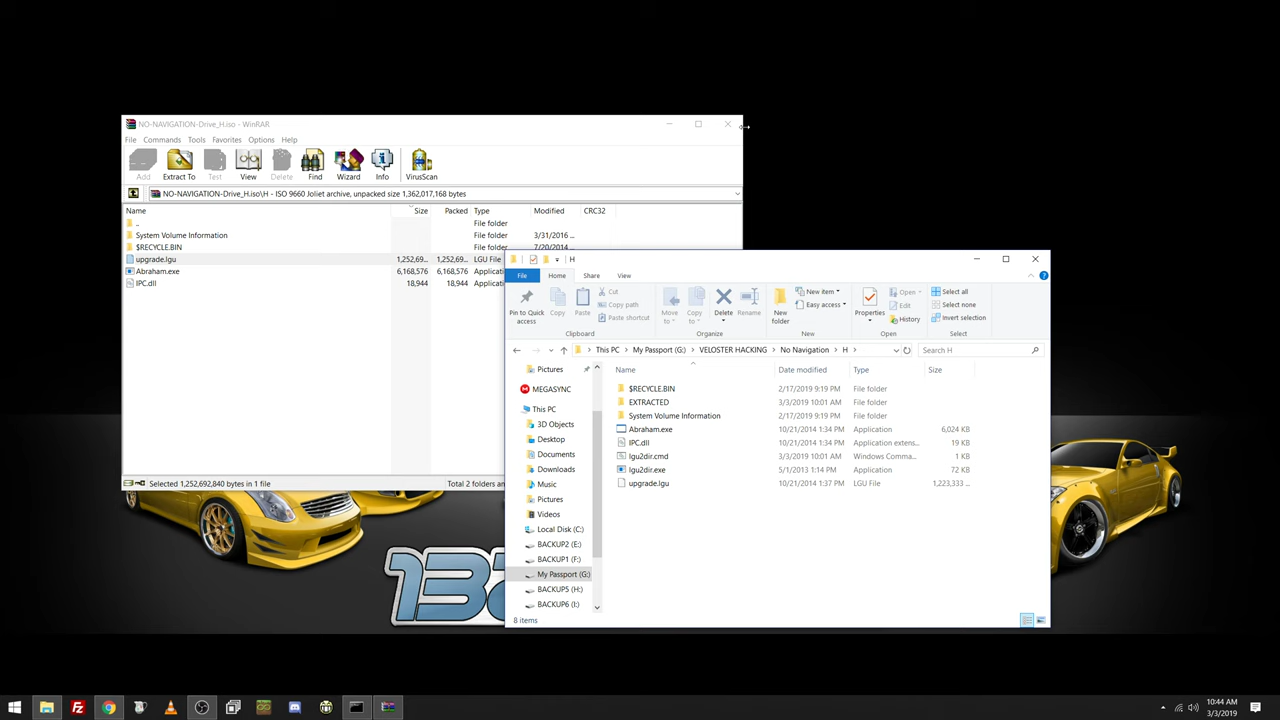 NO-NAVIGATION-Drive_H.iso - WinRAR
File Commands Tools Favorites Options Help
Add Extract To Test View Delete Find Wizard Info VirusScan
NO-NAVIGATION-Drive_H.iso\H - ISO 9660 Joliet archive, unpacked size 1,362,017,168 bytes
Name Size Packed Type Modified CRC32
.. File folder
System Volume Information File folder 3/31/2016 ...
$RECYCLE.BIN File folder 7/20/2014 ...
upgrade.lgu 1,252,69... 1,252,69... LGU File
Abraham.exe 6,168,576 6,168,576 Applicatio
IPC.dll 18,944 18,944 Applicatio
Selected 1,252,692,840 bytes in 1 file Total 2 folders an
H
File Home Share View
Pin to Quick access
Copy
Paste
Cut
Copy path
Paste shortcut
Clipboard
Move to
Copy to
Delete
Rename
Organize
New folder
New item
Easy access
New
Properties
Open
Edit
History
Open
Select all
Select none
Invert selection
Select
This PC My Passport (G:) VELOSTER HACKING No Navigation H
Search H
Pictures
MEGASYNC
This PC
3D Objects
Desktop
Documents
Downloads
Music
Pictures
Videos
Local Disk (C:)
BACKUP2 (E:)
BACKUP1 (F:)
My Passport (G:)
BACKUP5 (H:)
BACKUP6 (I:)
Name Date modified Type Size
$RECYCLE.BIN 2/17/2019 9:19 PM File folder
EXTRACTED 3/3/2019 10:01 AM File folder
System Volume Information 2/17/2019 9:19 PM File folder
Abraham.exe 10/21/2014 1:34 PM Application 6,024 KB
IPC.dll 10/21/2014 1:34 PM Application extens... 19 KB
lgu2dir.cmd 3/3/2019 10:01 AM Windows Comma... 1 KB
lgu2dir.exe 5/1/2013 1:14 PM Application 72 KB
upgrade.lgu 10/21/2014 1:37 PM LGU File 1,223,333 ...
8 items
10:44 AM
3/3/2019